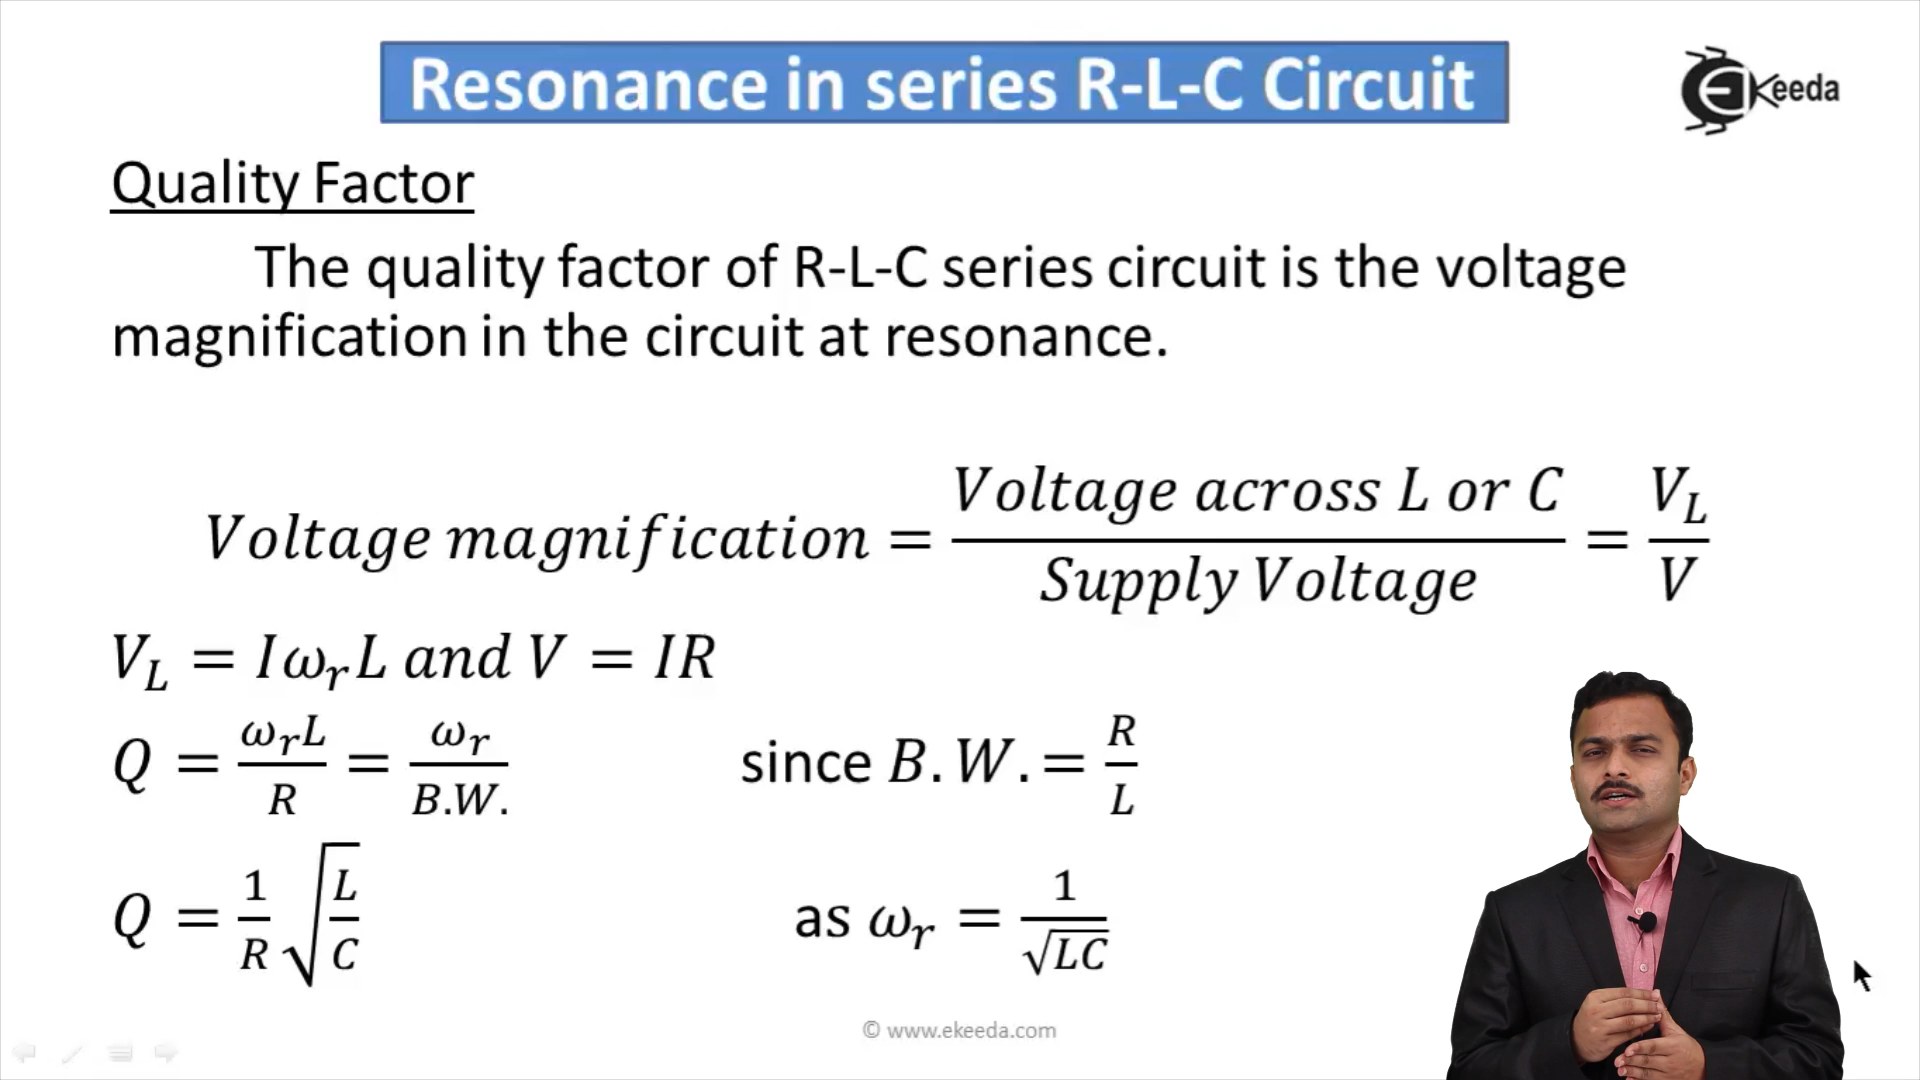 Resonance in series R-L-C Circuit
EKeeda
Quality Factor
The quality factor of R-L-C series circuit is the voltage
magnification in the circuit at resonance.
Voltage magnification = Voltage across L or C / Supply Voltage = V_L / V
V_L = Iω_rL and V = IR
Q = ω_rL / R = ω_r / B.W. since B.W. = R / L
Q = 1/R √(L/C) as ω_r = 1/√LC
© www.ekeeda.com